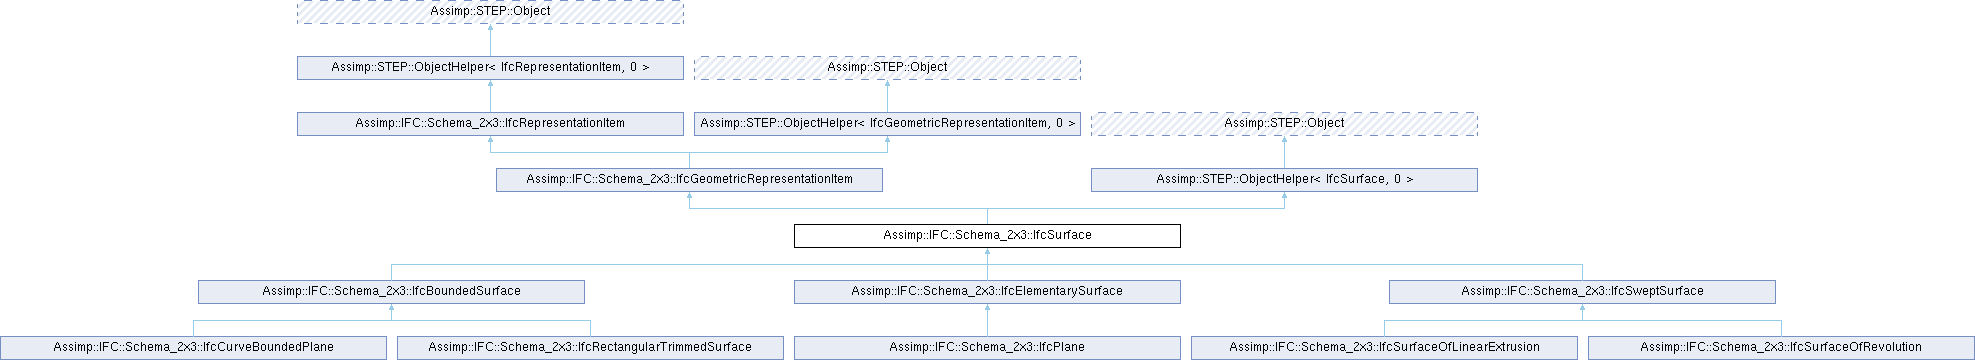 Assimp::STEP::Object
Assimp::STEP::ObjectHelper< IfcRepresentationItem, 0 >
Assimp::STEP::Object
Assimp::IFC::Schema_2x3::IfcRepresentationItem
Assimp::STEP::ObjectHelper< IfcGeometricRepresentationItem, 0 >
Assimp::STEP::Object
Assimp::IFC::Schema_2x3::IfcGeometricRepresentationItem
Assimp::STEP::ObjectHelper< IfcSurface, 0 >
Assimp::IFC::Schema_2x3::IfcSurface
Assimp::IFC::Schema_2x3::IfcBoundedSurface
Assimp::IFC::Schema_2x3::IfcElementarySurface
Assimp::IFC::Schema_2x3::IfcSweptSurface
Assimp::IFC::Schema_2x3::IfcCurveBoundedPlane
Assimp::IFC::Schema_2x3::IfcRectangularTrimmedSurface
Assimp::IFC::Schema_2x3::IfcPlane
Assimp::IFC::Schema_2x3::IfcSurfaceOfLinearExtrusion
Assimp::IFC::Schema_2x3::IfcSurfaceOfRevolution